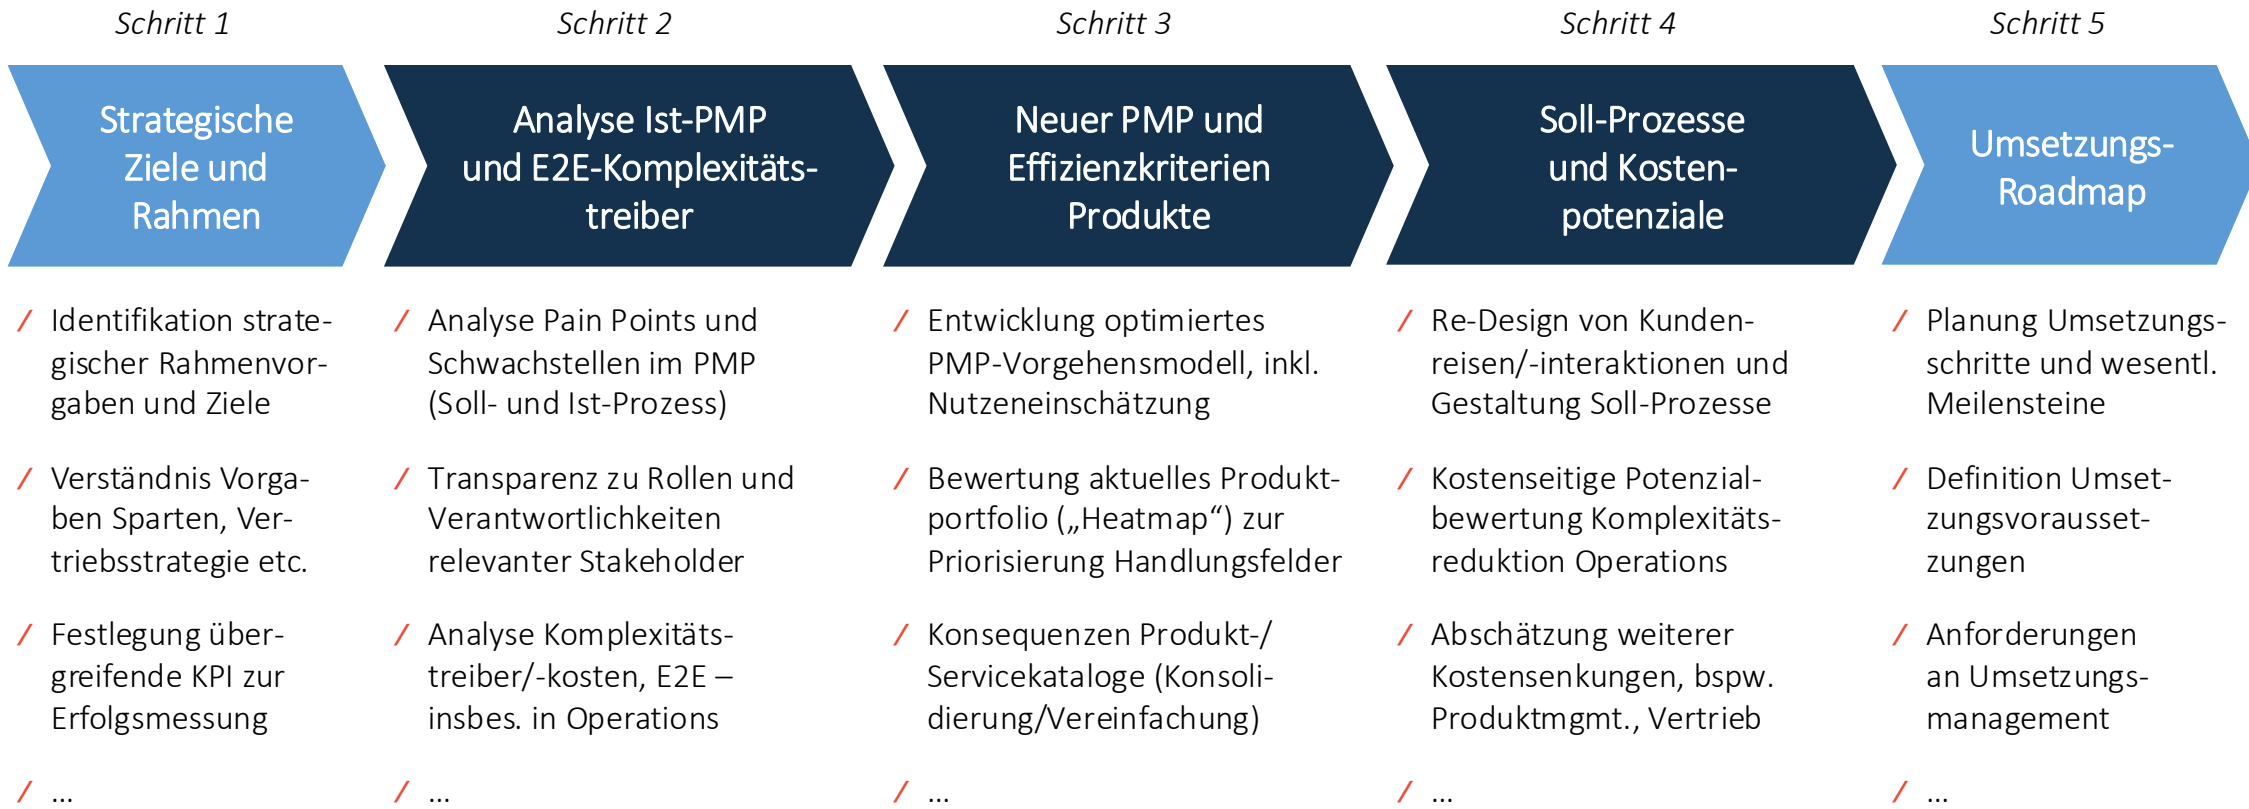 Schritt 1
Strategische
Ziele und
Rahmen
/ Identifikation strate-
gischer Rahmenvor-
gaben und Ziele
/ Verständnis Vorga-
ben Sparten, Ver-
triebsstrategie etc.
/ Festlegung über-
greifende KPI zur
Erfolgsmessung
/ ...
Schritt 2
Analyse Ist-PMP
und E2E-Komplexitäts-
treiber
/ Analyse Pain Points und
Schwachstellen im PMP
(Soll- und Ist-Prozess)
/ Transparenz zu Rollen und
Verantwortlichkeiten
relevanter Stakeholder
/ Analyse Komplexitäts-
treiber/-kosten, E2E –
insbes. in Operations
/ ...
Schritt 3
Neuer PMP und
Effizienzkriterien
Produkte
/ Entwicklung optimiertes
PMP-Vorgehensmodell, inkl.
Nutzeneinschätzung
/ Bewertung aktuelles Produkt-
portfolio („Heatmap“) zur
Priorisierung Handlungsfelder
/ Konsequenzen Produkt-/
Servicekataloge (Konsoli-
dierung/Vereinfachung)
/ ...
Schritt 4
Soll-Prozesse
und Kosten-
potenziale
/ Re-Design von Kunden-
reisen/-interaktionen und
Gestaltung Soll-Prozesse
/ Kostenseitige Potenzial-
bewertung Komplexitäts-
reduktion Operations
/ Abschätzung weiterer
Kostensenkungen, bspw.
Produktmgmt., Vertrieb
/ ...
Schritt 5
Umsetzungs-
Roadmap
/ Planung Umsetzungs-
schritte und wesentl.
Meilensteine
/ Definition Umset-
zungsvorausset-
zungen
/ Anforderungen
an Umsetzungs-
management
/ ...